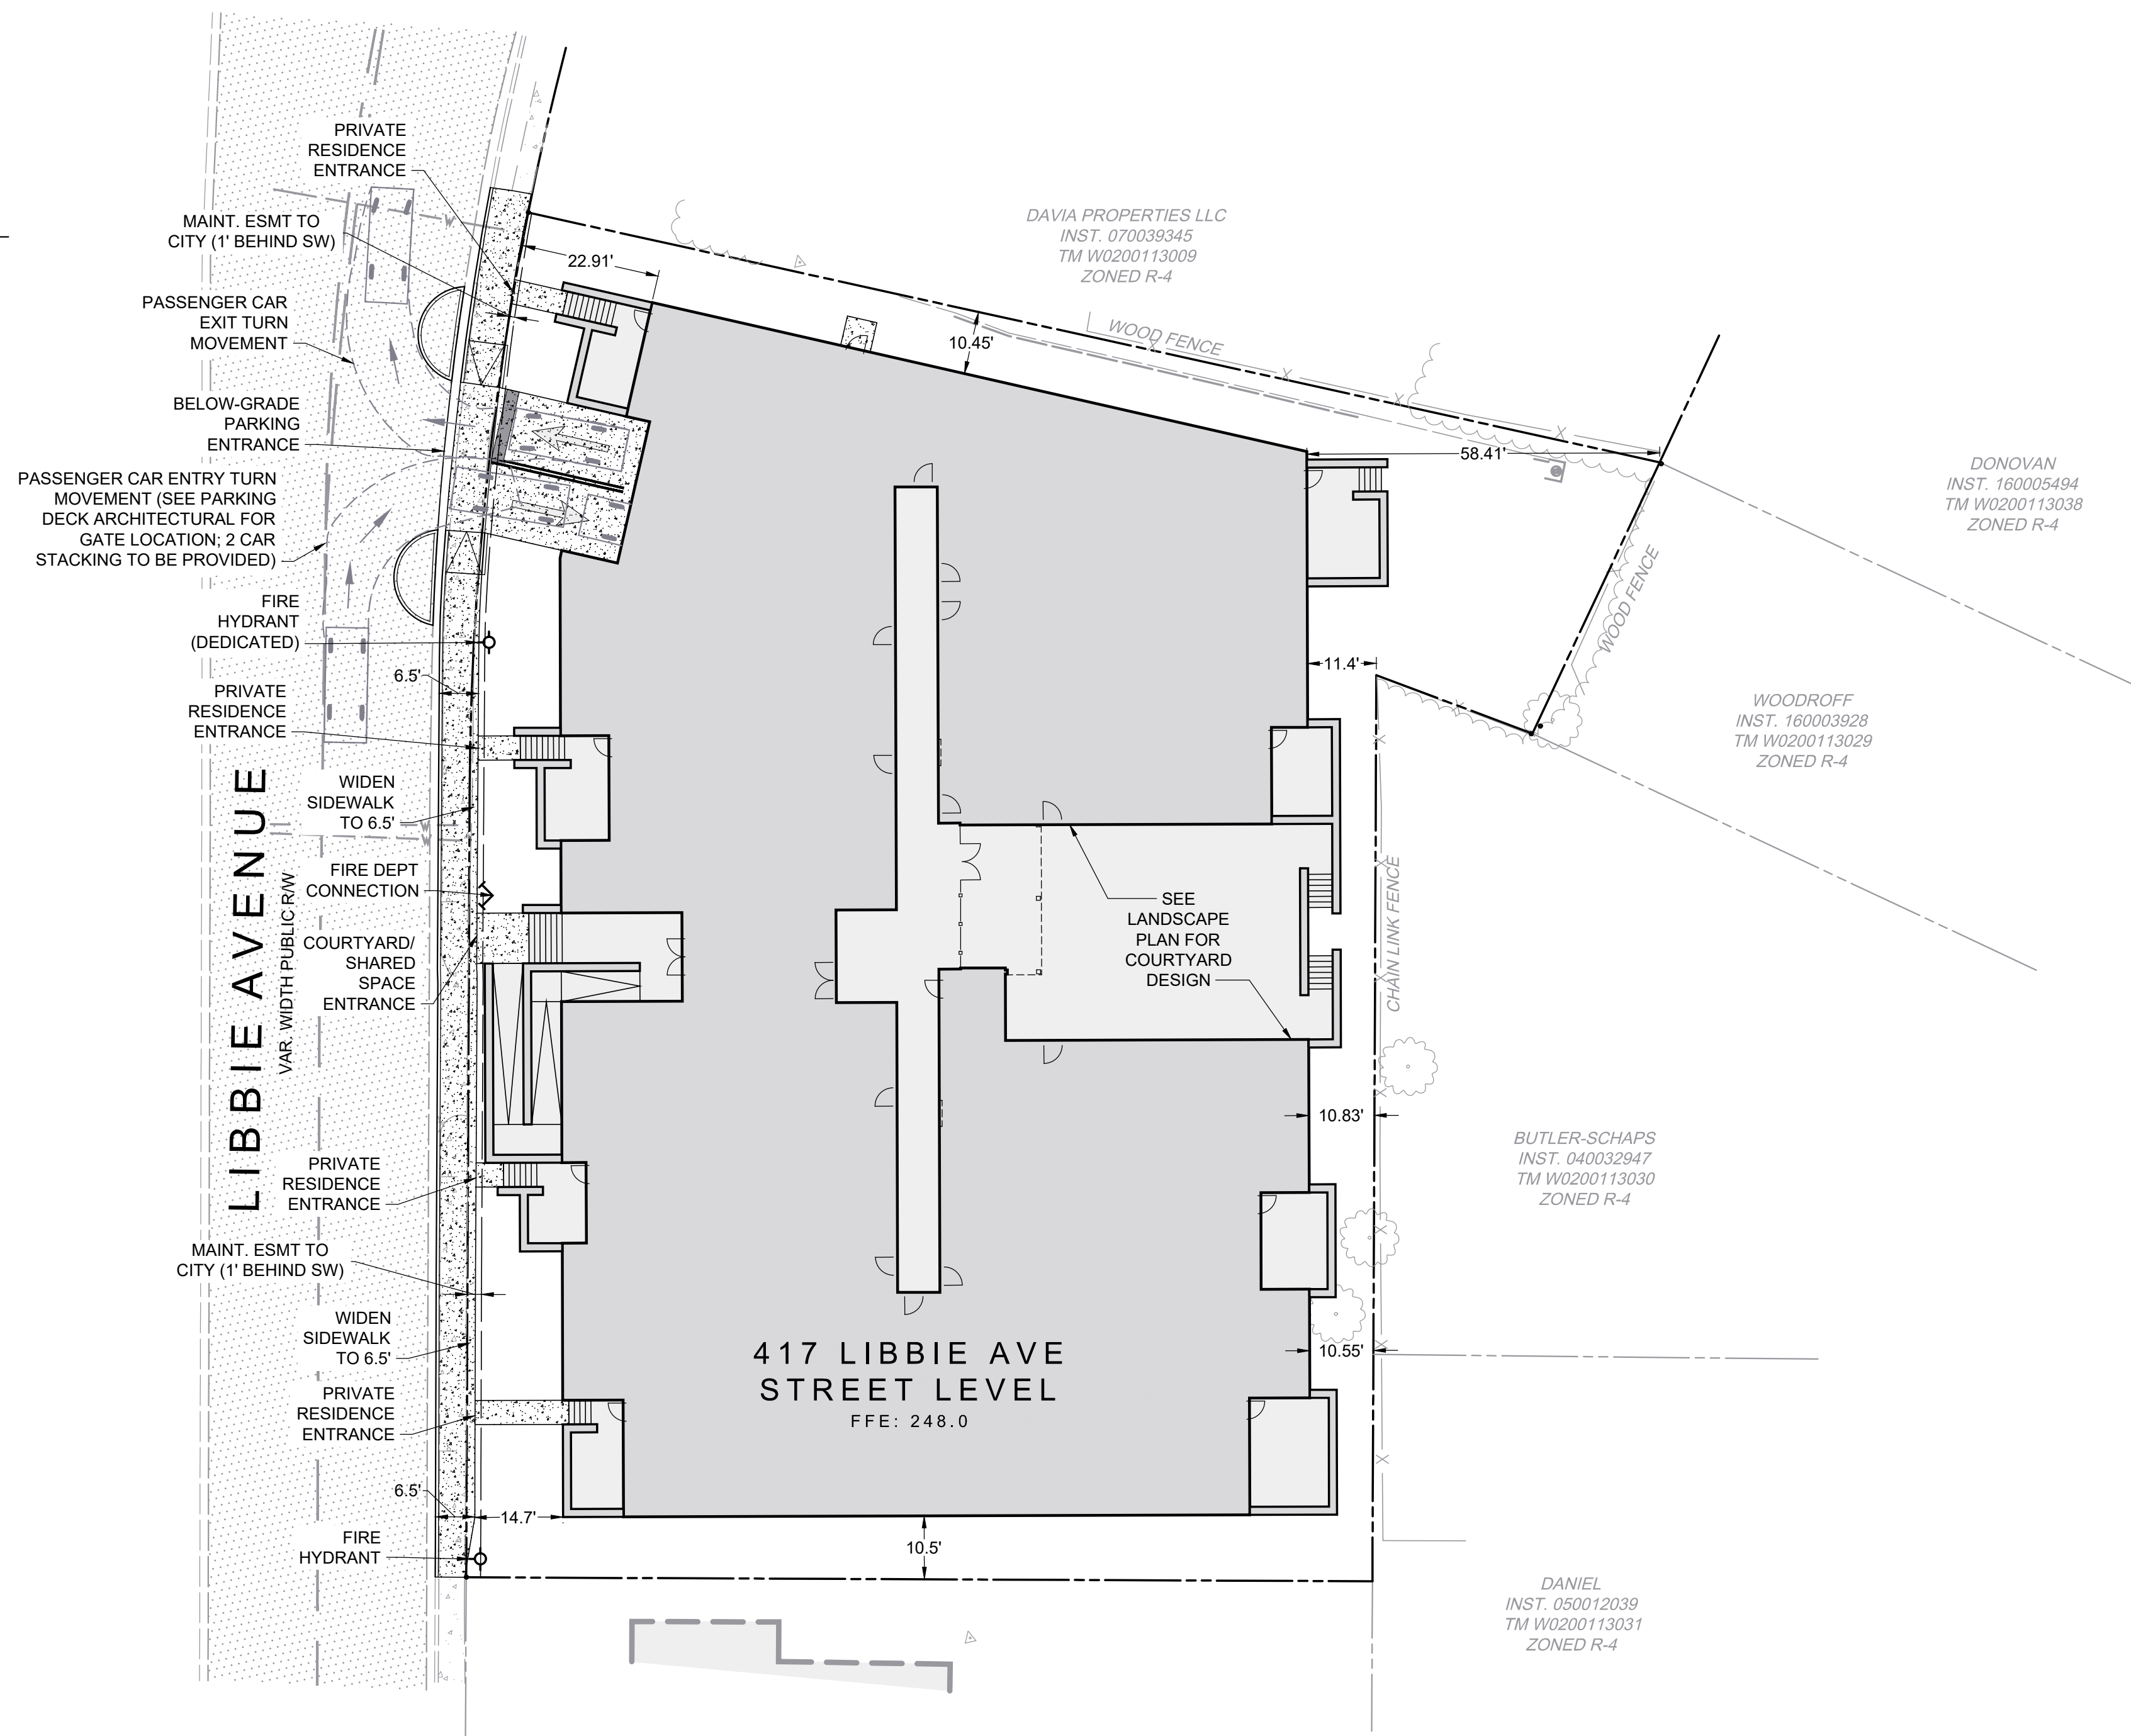 PRIVATE
RESIDENCE
ENTRANCE
MAINT. ESMT TO
CITY (1' BEHIND SW)
22.91'
PASSENGER CAR
EXIT TURN
MOVEMENT
BELOW-GRADE
PARKING
ENTRANCE
PASSENGER CAR ENTRY TURN
MOVEMENT (SEE PARKING
DECK ARCHITECTURAL FOR
GATE LOCATION; 2 CAR
STACKING TO BE PROVIDED)
FIRE
HYDRANT
(DEDICATED)
6.5'
PRIVATE
RESIDENCE
ENTRANCE
WIDEN
SIDEWALK
TO 6.5'
FIRE DEPT
CONNECTION
COURTYARD/
SHARED
SPACE
ENTRANCE
LIBBIE AVENUE
VAR. WIDTH PUBLIC R/W
PRIVATE
RESIDENCE
ENTRANCE
MAINT. ESMT TO
CITY (1' BEHIND SW)
WIDEN
SIDEWALK
TO 6.5'
PRIVATE
RESIDENCE
ENTRANCE
6.5'
14.7'
FIRE
HYDRANT
W
W
W
DAVIA PROPERTIES LLC
INST. 070039345
TM W0200113009
ZONED R-4
10.45'
WOOD FENCE
58.41'
DONOVAN
INST. 160005494
TM W0200113038
ZONED R-4
WOOD FENCE
11.4'
WOODROFF
INST. 160003928
TM W0200113029
ZONED R-4
SEE
LANDSCAPE
PLAN FOR
COURTYARD
DESIGN
CHAIN LINK FENCE
10.83'
BUTLER-SCHAPS
INST. 040032947
TM W0200113030
ZONED R-4
10.55'
417 LIBBIE AVE
STREET LEVEL
FFE: 248.0
10.5'
DANIEL
INST. 050012039
TM W0200113031
ZONED R-4